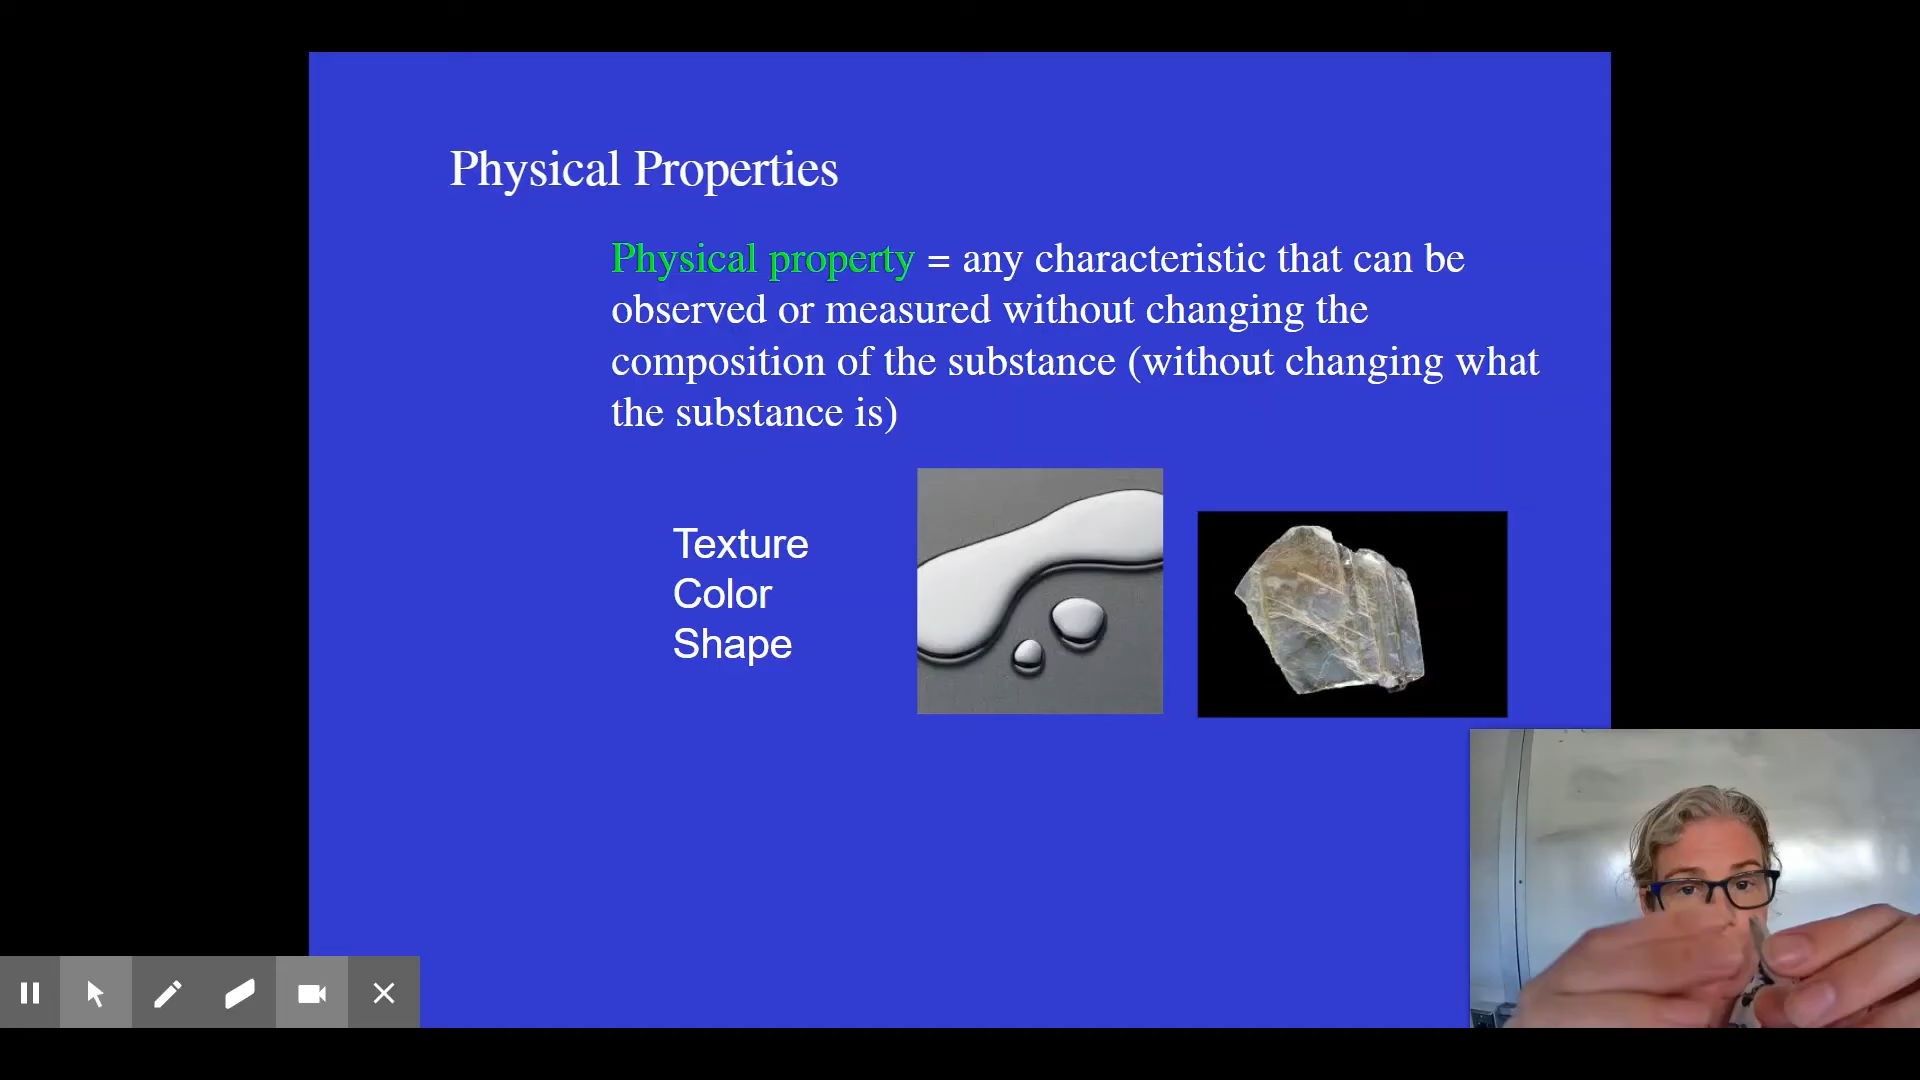 Physical Properties
Physical property = any characteristic that can be
observed or measured without changing the
composition of the substance (without changing what
the substance is)
Texture
Color
Shape